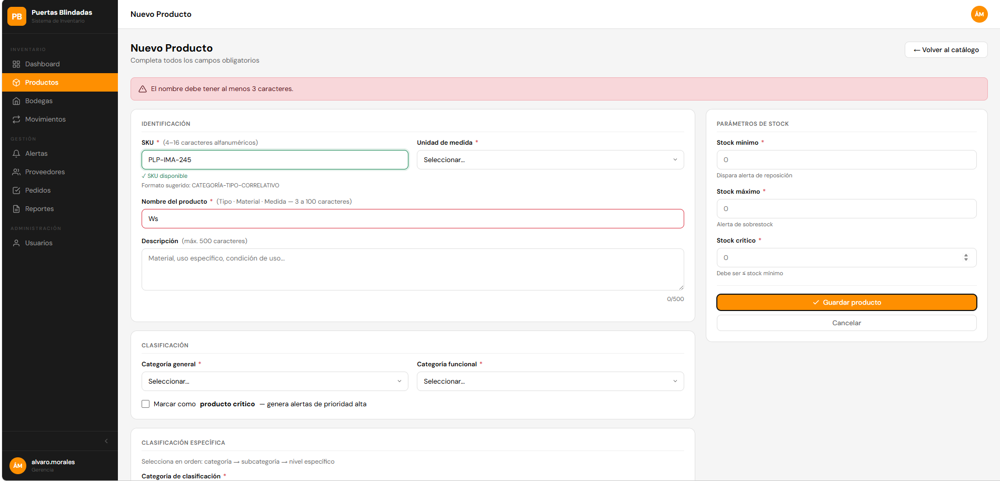 PB
Puertas Blindadas
Sistema de Inventario
INVENTARIO
Dashboard
Productos
Bodegas
Movimientos
GESTIÓN
Alertas
Proveedores
Pedidos
Reportes
ADMINISTRACIÓN
Usuarios
ÁM
alvaro.morales
Gerencia
Nuevo Producto
ÁM
Nuevo Producto
Completa todos los campos obligatorios
← Volver al catálogo
El nombre debe tener al menos 3 caracteres.
IDENTIFICACIÓN
SKU * (4–16 caracteres alfanuméricos)
PLP-IMA-245
✓ SKU disponible
Formato sugerido: CATEGORÍA-TIPO-CORRELATIVO
Unidad de medida *
Seleccionar...
Nombre del producto * (Tipo · Material · Medida — 3 a 100 caracteres)
Ws
Descripción (máx. 500 caracteres)
Material, uso específico, condición de uso...
0/500
CLASIFICACIÓN
Categoría general *
Seleccionar...
Categoría funcional *
Seleccionar...
Marcar como producto crítico — genera alertas de prioridad alta
CLASIFICACIÓN ESPECÍFICA
Selecciona en orden: categoría → subcategoría → nivel específico
Categoría de clasificación *
PARÁMETROS DE STOCK
Stock mínimo *
0
Dispara alerta de reposición
Stock máximo *
0
Alerta de sobrestock
Stock crítico *
0
Debe ser ≤ stock mínimo
✓ Guardar producto
Cancelar